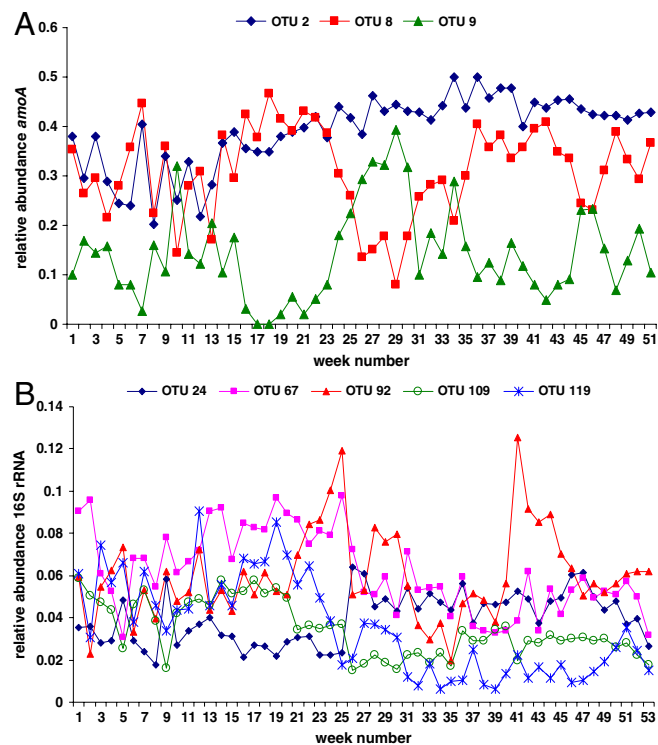 A
OTU 2 OTU 8 OTU 9
relative abundance amoA
0.6
0.5
0.4
0.3
0.2
0.1
0
1 3 5 7 9 11 13 15 17 19 21 23 25 27 29 31 33 35 37 39 41 43 45 47 49 51
week number
B
OTU 24 OTU 67 OTU 92 OTU 109 OTU 119
relative abundance 16S rRNA
0.14
0.12
0.1
0.08
0.06
0.04
0.02
0
1 3 5 7 9 11 13 15 17 19 21 23 25 27 29 31 33 35 37 39 41 43 45 47 49 51 53
week number